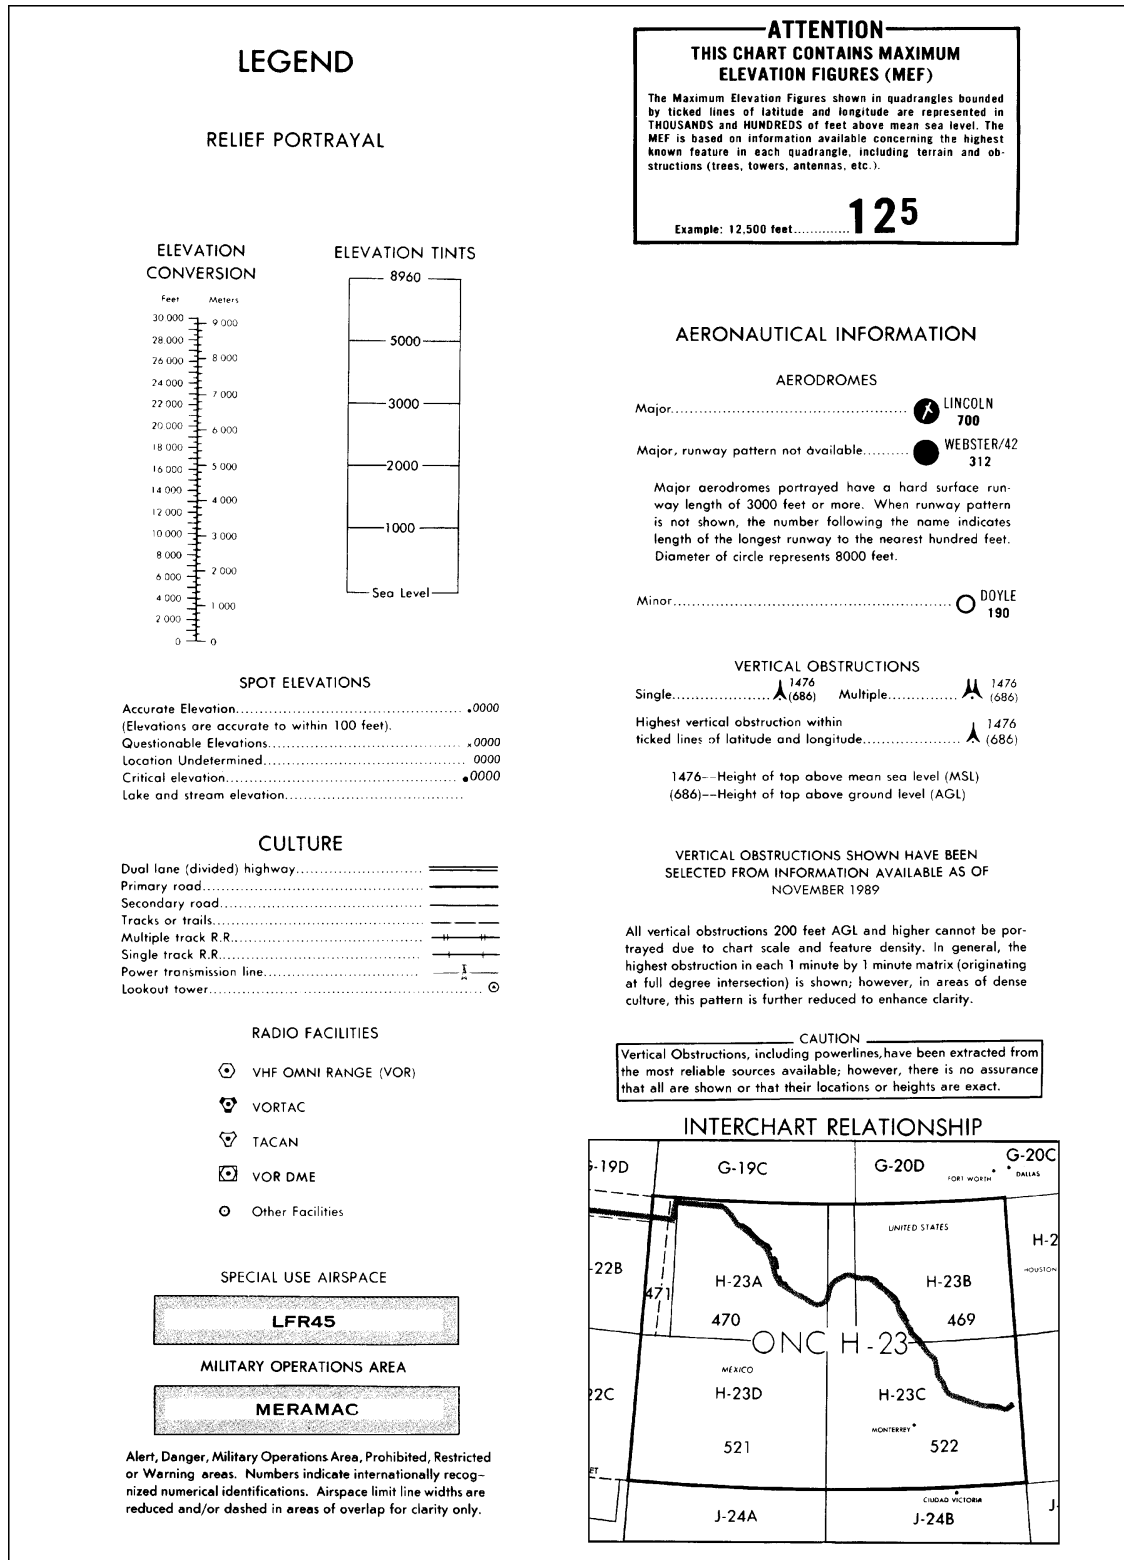 LEGEND
RELIEF PORTRAYAL
ELEVATION
CONVERSION
Feet Meters
30 000
28 000
26 000
24 000
22 000
20 000
18 000
16 000
14 000
12 000
10 000
8 000
6 000
4 000
2 000
0
9 000
8 000
7 000
6 000
5 000
4 000
3 000
2 000
1 000
0
ELEVATION TINTS
8960
5000
3000
2000
1000
Sea Level
SPOT ELEVATIONS
Accurate Elevation.............................................. .0000
(Elevations are accurate to within 100 feet).
Questionable Elevations........................................ x0000
Location Undetermined......................................... 0000
Critical elevation................................................ •0000
Lake and stream elevation...................................
CULTURE
Dual lane (divided) highway.........................
Primary road...........................................
Secondary road.......................................
Tracks or trails........................................
Multiple track R.R...................................
Single track R.R......................................
Power transmission line............................
Lookout tower.....................................................
RADIO FACILITIES
VHF OMNI RANGE (VOR)
VORTAC
TACAN
VOR DME
Other Facilities
SPECIAL USE AIRSPACE
LFR45
MILITARY OPERATIONS AREA
MERAMAC
Alert, Danger, Military Operations Area, Prohibited, Restricted
or Warning areas. Numbers indicate internationally recog-
nized numerical identifications. Airspace limit line widths are
reduced and/or dashed in areas of overlap for clarity only.
ATTENTION
THIS CHART CONTAINS MAXIMUM
ELEVATION FIGURES (MEF)
The Maximum Elevation Figures shown in quadrangles bounded
by ticked lines of latitude and longitude are represented in
THOUSANDS and HUNDREDS of feet above mean sea level. The
MEF is based on information available concerning the highest
known feature in each quadrangle, including terrain and ob-
structions (trees, towers, antennas, etc.).
Example: 12,500 feet............. 12 5
AERONAUTICAL INFORMATION
AERODROMES
Major............................................... LINCOLN
700
Major, runway pattern not available.......... WEBSTER/42
312
Major aerodromes portrayed have a hard surface run-
way length of 3000 feet or more. When runway pattern
is not shown, the number following the name indicates
length of the longest runway to the nearest hundred feet.
Diameter of circle represents 8000 feet.
Minor........................................................ DOYLE
190
VERTICAL OBSTRUCTIONS
Single.................... 1476 (686) Multiple.............. 1476 (686)
Highest vertical obstruction within
ticked lines of latitude and longitude................... 1476 (686)
1476--Height of top above mean sea level (MSL)
(686)--Height of top above ground level (AGL)
VERTICAL OBSTRUCTIONS SHOWN HAVE BEEN
SELECTED FROM INFORMATION AVAILABLE AS OF
NOVEMBER 1989
All vertical obstructions 200 feet AGL and higher cannot be por-
trayed due to chart scale and feature density. In general, the
highest obstruction in each 1 minute by 1 minute matrix (originating
at full degree intersection) is shown; however, in areas of dense
culture, this pattern is further reduced to enhance clarity.
CAUTION
Vertical Obstructions, including powerlines, have been extracted from
the most reliable sources available; however, there is no assurance
that all are shown or that their locations or heights are exact.
INTERCHART RELATIONSHIP
-19D G-19C G-20D G-20C
FORT WORTH DALLAS
UNITED STATES
H-2
-22B HOUSTON
471 H-23A H-23B
470 469
ONC H-23
MEXICO
22C H-23D H-23C
MONTERREY
521 522
ET
CIUDAD VICTORIA
J-24A J-24B J-